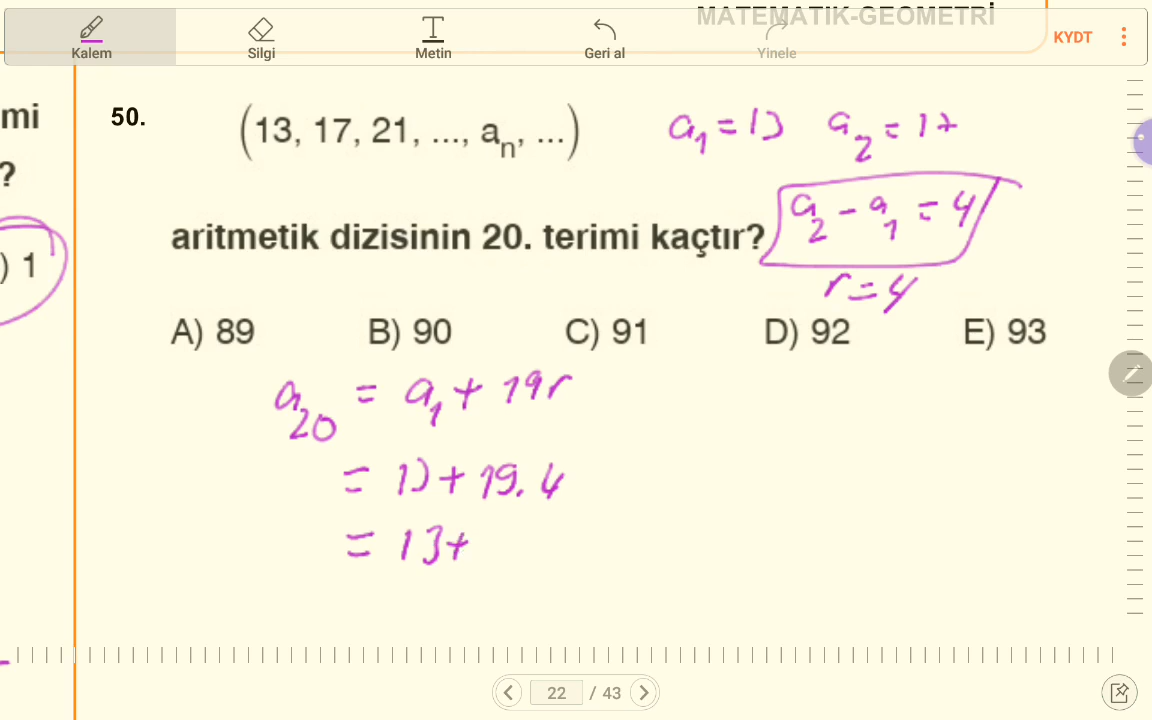 MATEMATİK-GEOMETRİ
Kalem Silgi Metin Geri al Yinele KYDT
mi
?
) 1
50. (13, 17, 21, ..., aₙ, ...) a₁ = 13 a₂ = 17
aritmetik dizisinin 20. terimi kaçtır? a₂ - a₁ = 4
r = 4
A) 89 B) 90 C) 91 D) 92 E) 93
a₂₀ = a₁ + 19r
= 13 + 19.4
= 13+
22 / 43